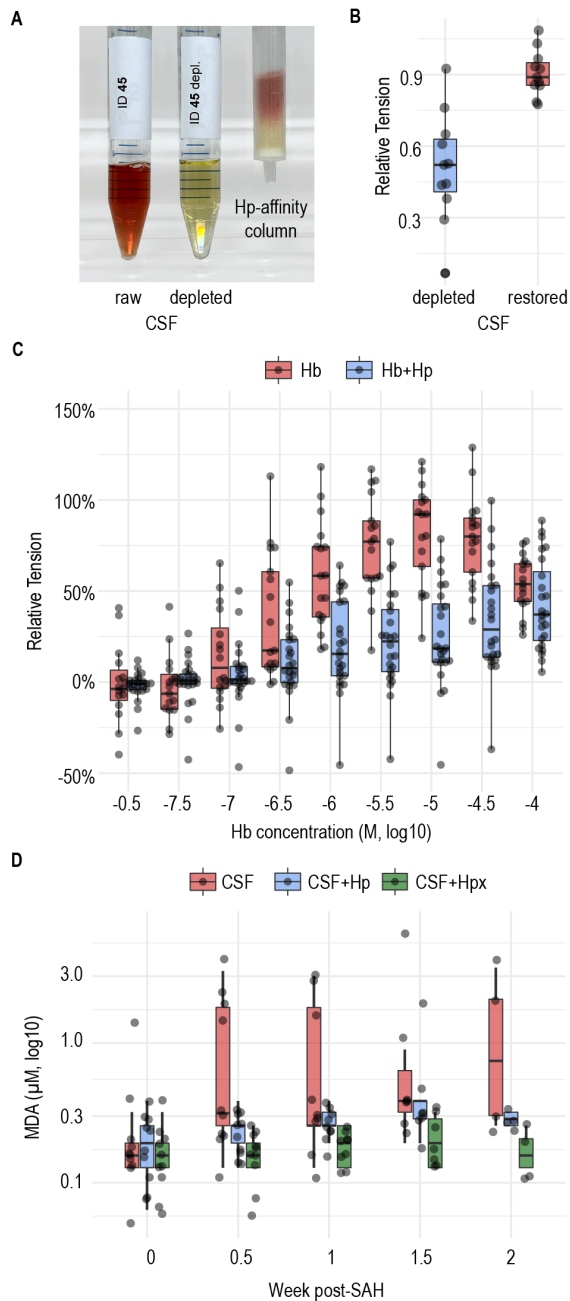 A
ID 45
ID 45 depl.
Hp-affinity
column
raw
depleted
CSF
B
Relative Tension
0.9
0.6
0.3
depleted
restored
CSF
C
Hb
Hb+Hp
Relative Tension
150%
100%
50%
0%
-50%
-0.5
-7.5
-7
-6.5
-6
-5.5
-5
-4.5
-4
Hb concentration (M, log10)
D
CSF
CSF+Hp
CSF+Hpx
MDA (µM, log10)
3.0
1.0
0.3
0.1
0
0.5
1
1.5
2
Week post-SAH